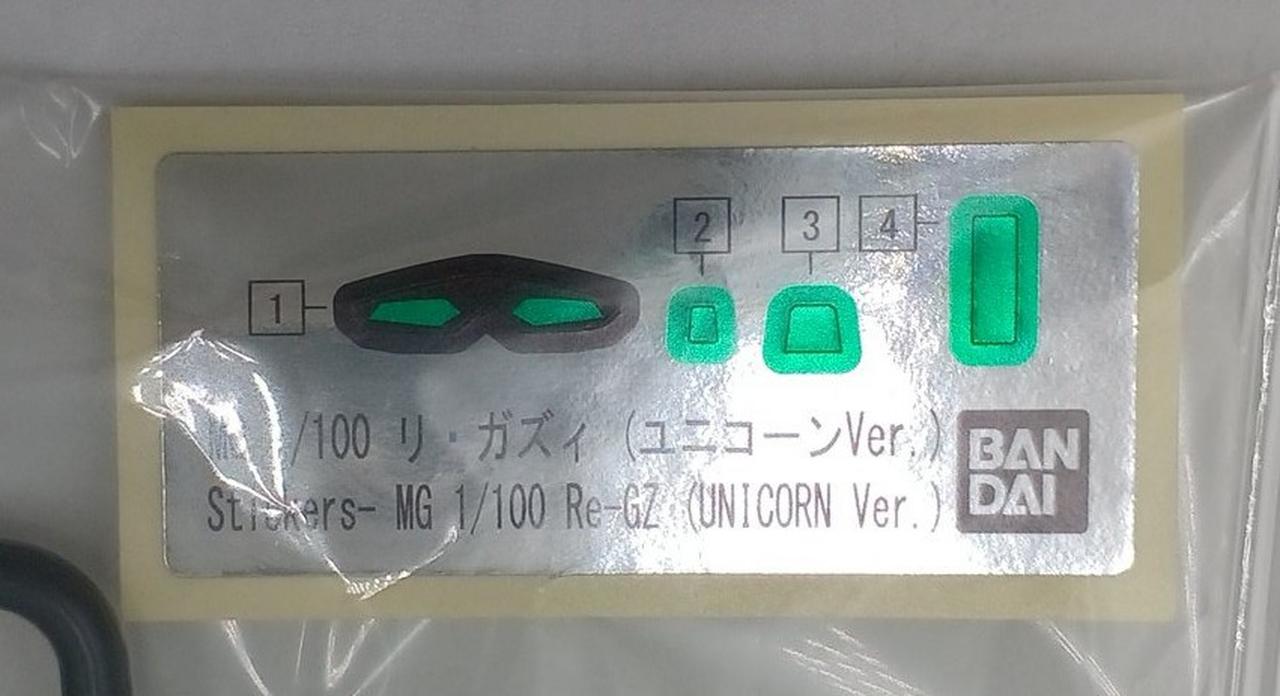 2 3 4
1
/100 リ・ガズィ (ユニコーンVer.)
Stickers- MG 1/100 Re-GZ (UNICORN Ver.)
BAN
DAI